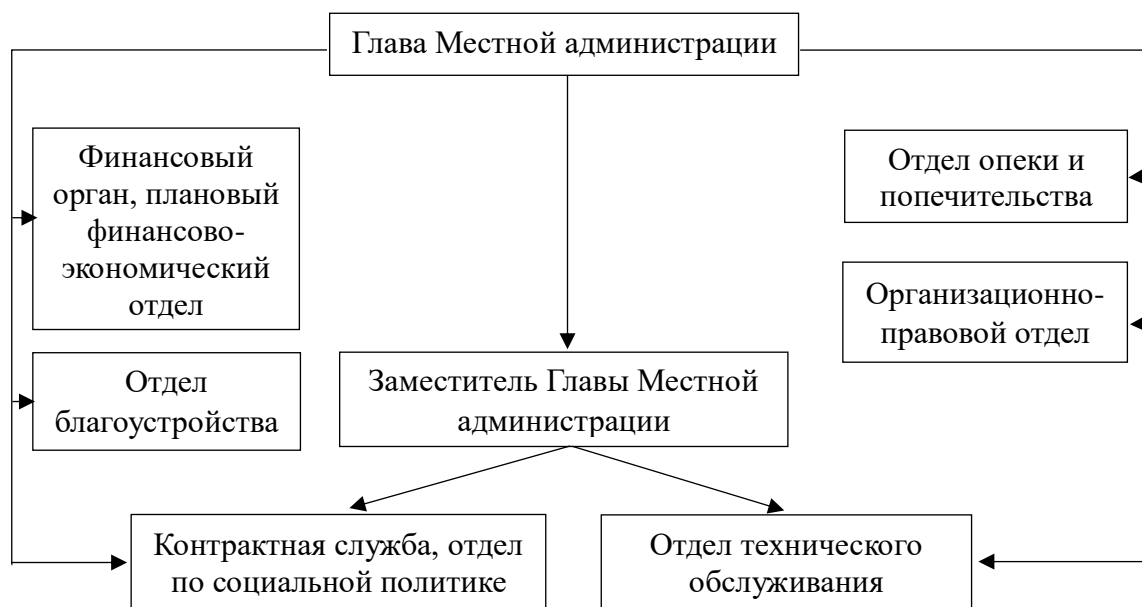 Глава Местной администрации
Финансовый
орган, плановый
финансово-
экономический
отдел
Отдел опеки и
попечительства
Организационно-
правовой отдел
Отдел
благоустройства
Заместитель Главы Местной
администрации
Контрактная служба, отдел
по социальной политике
Отдел технического
обслуживания